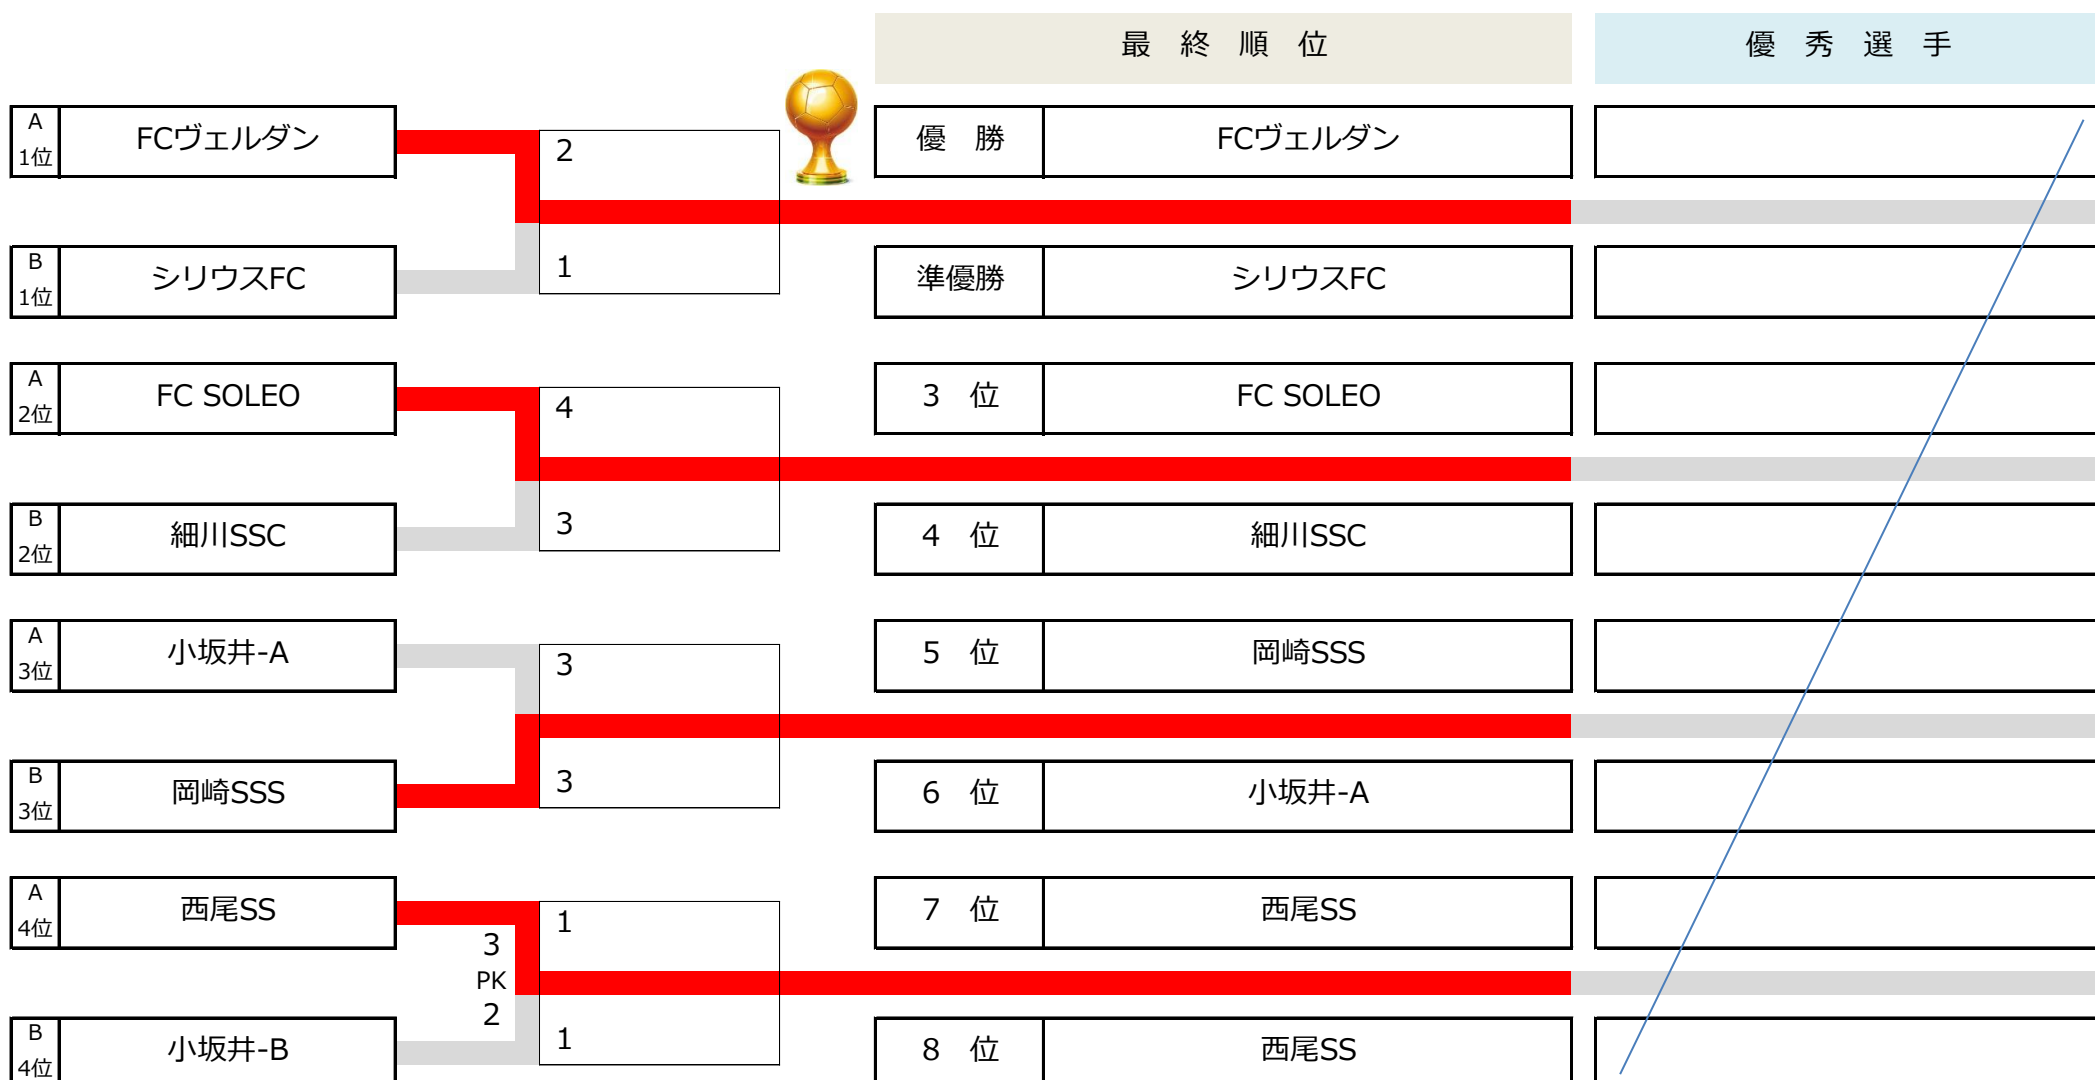 最 終 順 位
優 秀 選 手
A
1位
FCヴェルダン
2
優 勝
FCヴェルダン
B
1位
シリウスFC
1
準優勝
シリウスFC
A
2位
FC SOLEO
4
3 位
FC SOLEO
B
2位
細川SSC
3
4 位
細川SSC
A
3位
小坂井-A
3
5 位
岡崎SSS
B
3位
岡崎SSS
3
6 位
小坂井-A
A
4位
西尾SS
1
7 位
西尾SS
3
PK
2
B
4位
小坂井-B
1
8 位
西尾SS